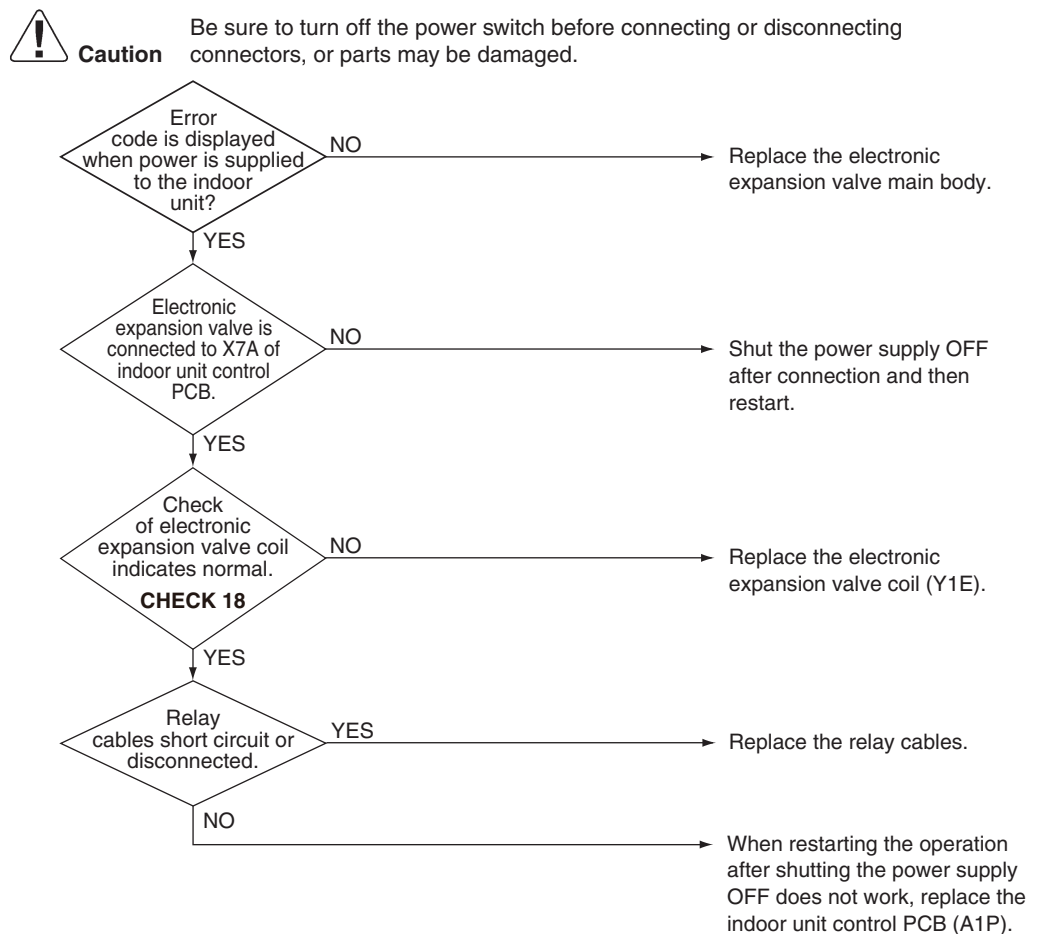 Be sure to turn off the power switch before connecting or disconnecting
Caution connectors, or parts may be damaged.
Error
code is displayed
when power is supplied
to the indoor
unit?
NO
Replace the electronic
expansion valve main body.
YES
Electronic
expansion valve is
connected to X7A of
indoor unit control
PCB.
NO
Shut the power supply OFF
after connection and then
restart.
YES
Check
of electronic
expansion valve coil
indicates normal.
CHECK 18
NO
Replace the electronic
expansion valve coil (Y1E).
YES
Relay
cables short circuit or
disconnected.
YES
Replace the relay cables.
NO
When restarting the operation
after shutting the power supply
OFF does not work, replace the
indoor unit control PCB (A1P).